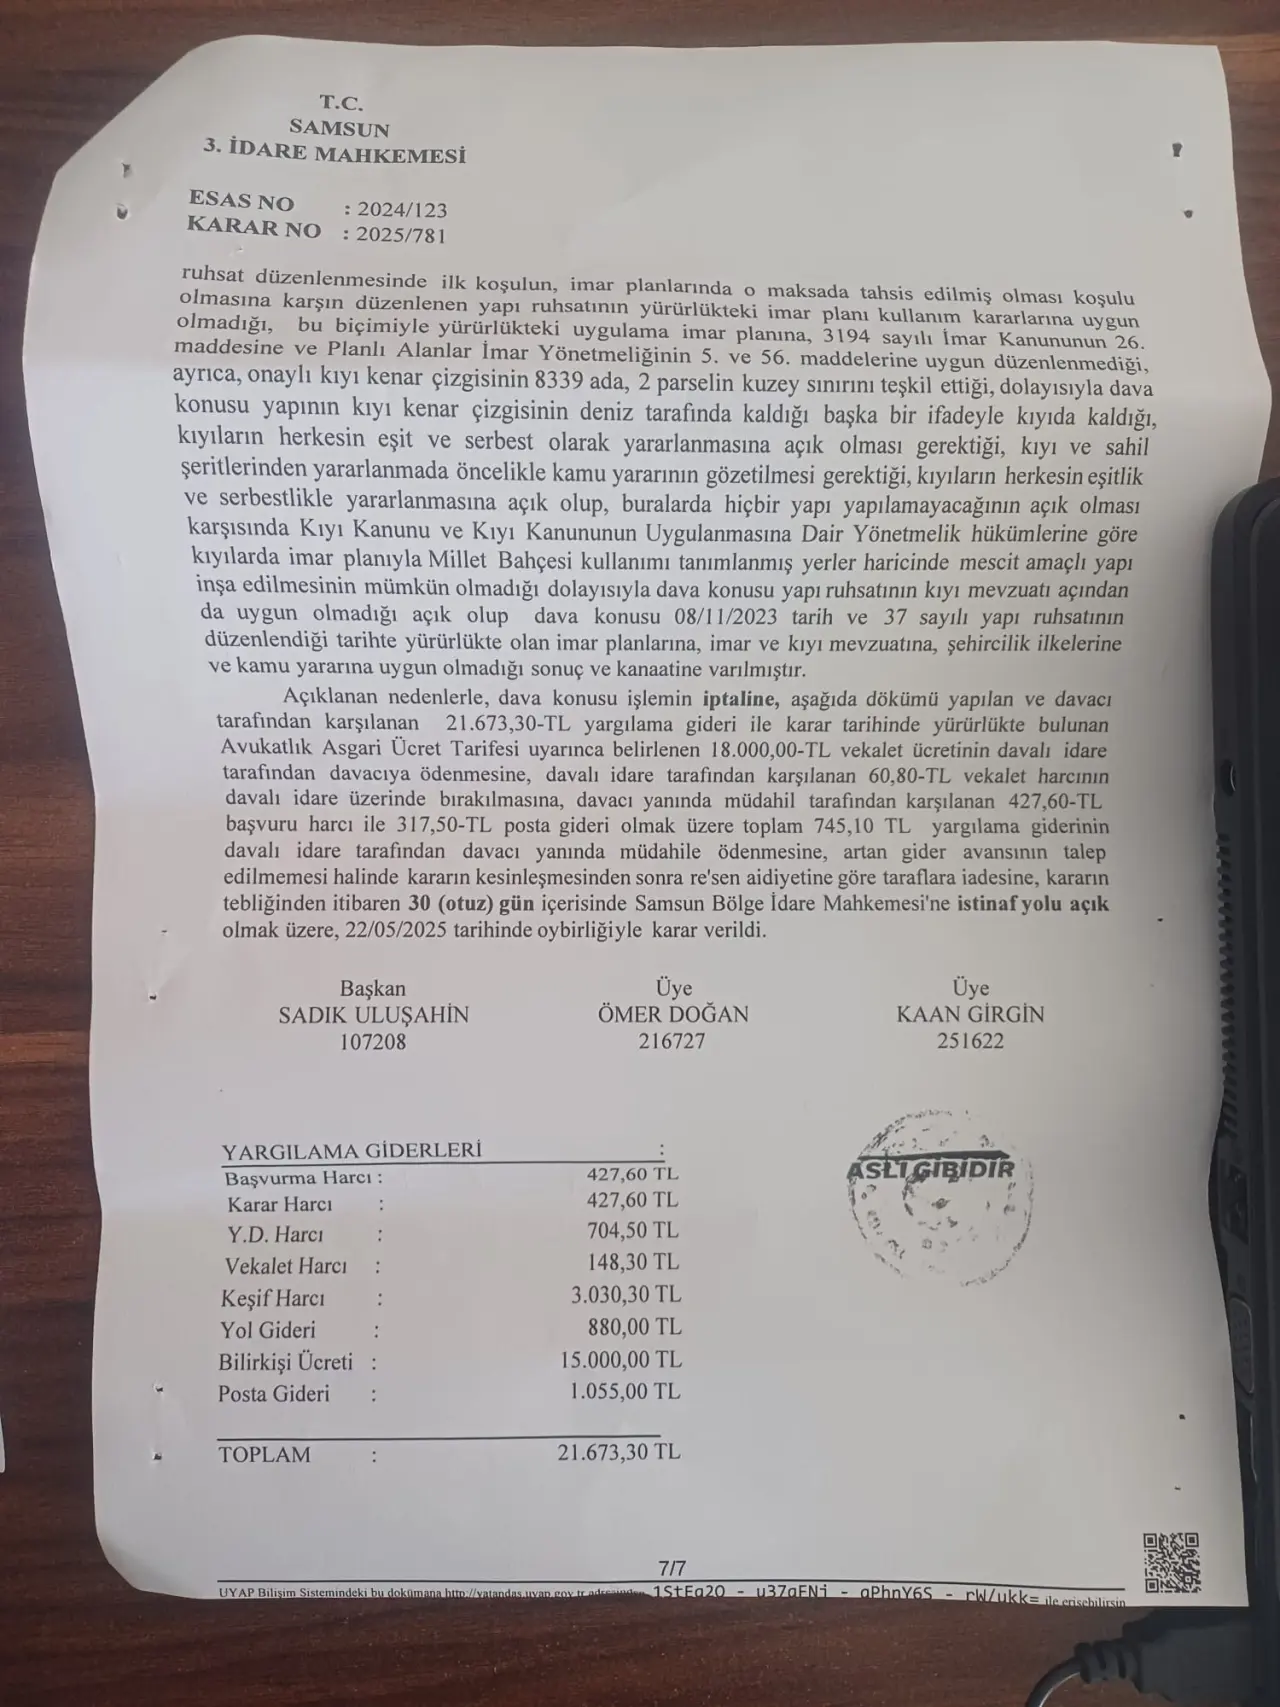 T.C.
SAMSUN
3. İDARE MAHKEMESİ
ESAS NO : 2024/123
KARAR NO : 2025/781
ruhsat düzenlenmesinde ilk koşulun, imar planlarında o maksada tahsis edilmiş olması koşulu
olmasına karşın düzenlenen yapı ruhsatının yürürlükteki imar planı kullanım kararlarına uygun
olmadığı, bu biçimiyle yürürlükteki uygulama imar planına, 3194 sayılı İmar Kanununun 26.
maddesine ve Planlı Alanlar İmar Yönetmeliğinin 5. ve 56. maddelerine uygun düzenlenmediği,
ayrıca, onaylı kıyı kenar çizgisinin 8339 ada, 2 parselin kuzey sınırını teşkil ettiği, dolayısıyla dava
konusu yapının kıyı kenar çizgisinin deniz tarafında kaldığı başka bir ifadeyle kıyıda kaldığı,
kıyıların herkesin eşit ve serbest olarak yararlanmasına açık olması gerektiği, kıyı ve sahil
şeritlerinden yararlanmada öncelikle kamu yararının gözetilmesi gerektiği, kıyıların herkesin eşitlik
ve serbestlikle yararlanmasına açık olup, buralarda hiçbir yapı yapılamayacağının açık olması
karşısında Kıyı Kanunu ve Kıyı Kanununun Uygulanmasına Dair Yönetmelik hükümlerine göre
kıyılarda imar planıyla Millet Bahçesi kullanımı tanımlanmış yerler haricinde mescit amaçlı yapı
inşa edilmesinin mümkün olmadığı dolayısıyla dava konusu yapı ruhsatının kıyı mevzuatı açından
da uygun olmadığı açık olup dava konusu 08/11/2023 tarih ve 37 sayılı yapı ruhsatının
düzenlendiği tarihte yürürlükte olan imar planlarına, imar ve kıyı mevzuatına, şehircilik ilkelerine
ve kamu yararına uygun olmadığı sonuç ve kanaatine varılmıştır.
Açıklanan nedenlerle, dava konusu işlemin iptaline, aşağıda dökümü yapılan ve davacı
tarafından karşılanan 21.673,30-TL yargılama gideri ile karar tarihinde yürürlükte bulunan
Avukatlık Asgari Ücret Tarifesi uyarınca belirlenen 18.000,00-TL vekalet ücretinin davalı idare
tarafından davacıya ödenmesine, davalı idare tarafından karşılanan 60,80-TL vekalet harcının
davalı idare üzerinde bırakılmasına, davacı yanında müdahil tarafından karşılanan 427,60-TL
başvuru harcı ile 317,50-TL posta gideri olmak üzere toplam 745,10 TL yargılama giderinin
davalı idare tarafından davacı yanında müdahile ödenmesine, artan gider avansının talep
edilmemesi halinde kararın kesinleşmesinden sonra re'sen aidiyetine göre taraflara iadesine, kararın
tebliğinden itibaren 30 (otuz) gün içerisinde Samsun Bölge İdare Mahkemesi'ne istinaf yolu açık
olmak üzere, 22/05/2025 tarihinde oybirliğiyle karar verildi.
Başkan Üye Üye
SADIK ULUŞAHİN ÖMER DOĞAN KAAN GİRGİN
107208 216727 251622
YARGILAMA GİDERLERİ :
Başvurma Harcı : 427,60 TL
Karar Harcı : 427,60 TL
Y.D. Harcı : 704,50 TL
Vekalet Harcı : 148,30 TL
Keşif Harcı : 3.030,30 TL
Yol Gideri : 880,00 TL
Bilirkişi Ücreti : 15.000,00 TL
Posta Gideri : 1.055,00 TL
TOPLAM : 21.673,30 TL
ASLI GİBİDİR
7/7
UYAP Bilişim Sistemindeki bu dokümana http://vatandas.uyap.gov.tr adresinden 1StEq2O - u37qENj - qPhnY6S - rW/ukk= ile erişebilirsin